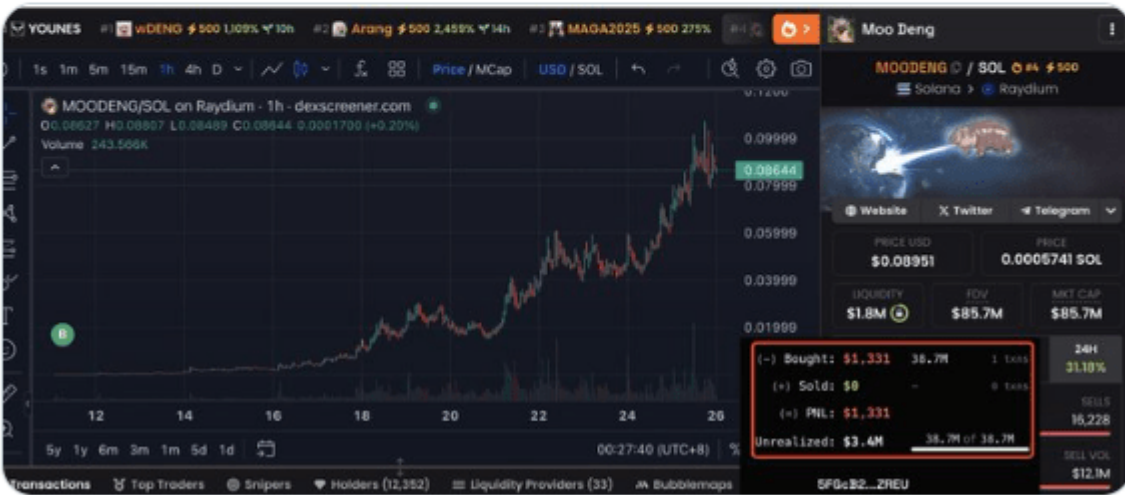 YOUNES #1 wDENG ⚡500 1,109% 10h #2 Arang ⚡500 2,459% 14h #3 MAGA2025 ⚡500 275% #4
Moo Deng
1s 1m 5m 15m 1h 4h D Price / MCap USD / SOL
MOODENG / SOL #4 ⚡500
Solana > Raydium
MOODENG/SOL on Raydium · 1h · dexscreener.com
O0.08627 H0.08807 L0.08489 C0.08644 0.0001700 (+0.20%)
Volume 243.566K
0.1200
0.09999
0.08644
0.07999
0.05999
0.03999
0.01999
Website Twitter Telegram
PRICE USD
$0.08951
PRICE
0.0005741 SOL
LIQUIDITY
$1.8M
FDV
$85.7M
MKT CAP
$85.7M
B
(-) Bought: $1,331 38.7M 1 txns
(+) Sold: $0 - 0 txns
(=) PNL: $1,331
Unrealized: $3.4M 38.7M of 38.7M
24H
31.18%
SELLS
16,228
SELL VOL
$12.1M
12 14 16 18 20 22 24 26
5y 1y 6m 3m 1m 5d 1d 00:27:40 (UTC+8) %
Transactions Top Traders Snipers Holders (12,352) Liquidity Providers (33) Bubblemaps
5FGcB2...ZREU